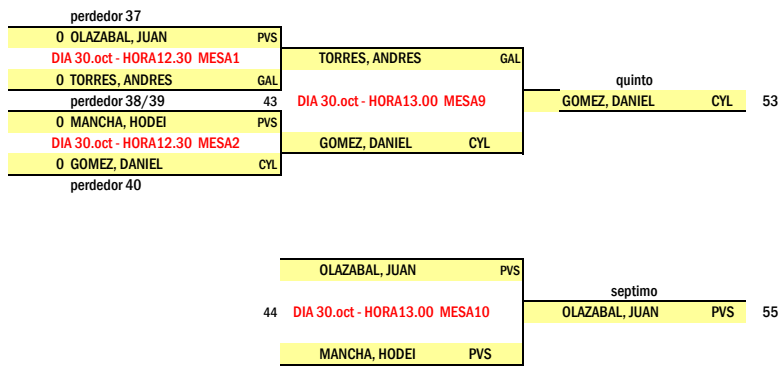 perdedor 37
0 OLAZABAL, JUAN PVS
DIA 30.oct - HORA12.30 MESA1
TORRES, ANDRES GAL
0 TORRES, ANDRES GAL
quinto
perdedor 38/39 43
DIA 30.oct - HORA13.00 MESA9
GOMEZ, DANIEL CYL 53
0 MANCHA, HODEI PVS
DIA 30.oct - HORA12.30 MESA2
GOMEZ, DANIEL CYL
0 GOMEZ, DANIEL CYL
perdedor 40
OLAZABAL, JUAN PVS
septimo
44 DIA 30.oct - HORA13.00 MESA10
OLAZABAL, JUAN PVS 55
MANCHA, HODEI PVS